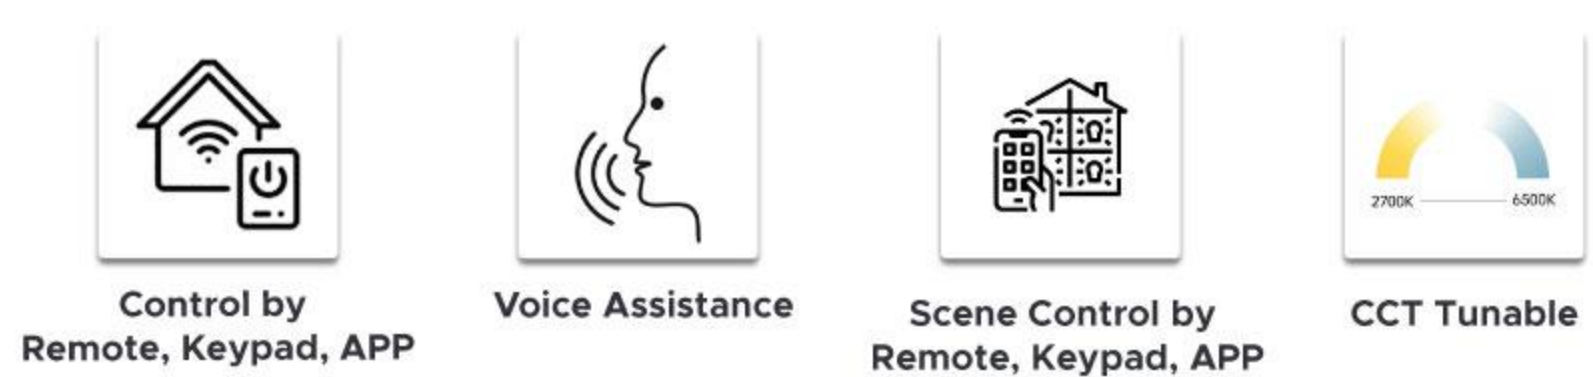 Control by
Remote, Keypad, APP
Voice Assistance
Scene Control by
Remote, Keypad, APP
2700K
6500K
CCT Tunable